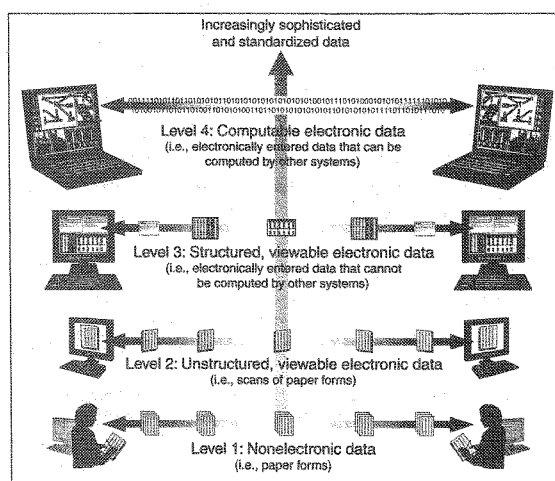 Increasingly sophisticated
and standardized data
Level 4: Computable electronic data
(i.e., electronically entered data that can be
computed by other systems)
Level 3: Structured, viewable electronic data
(i.e., electronically entered data that cannot
be computed by other systems)
Level 2: Unstructured, viewable electronic data
(i.e., scans of paper forms)
Level 1: Nonelectronic data
(i.e., paper forms)